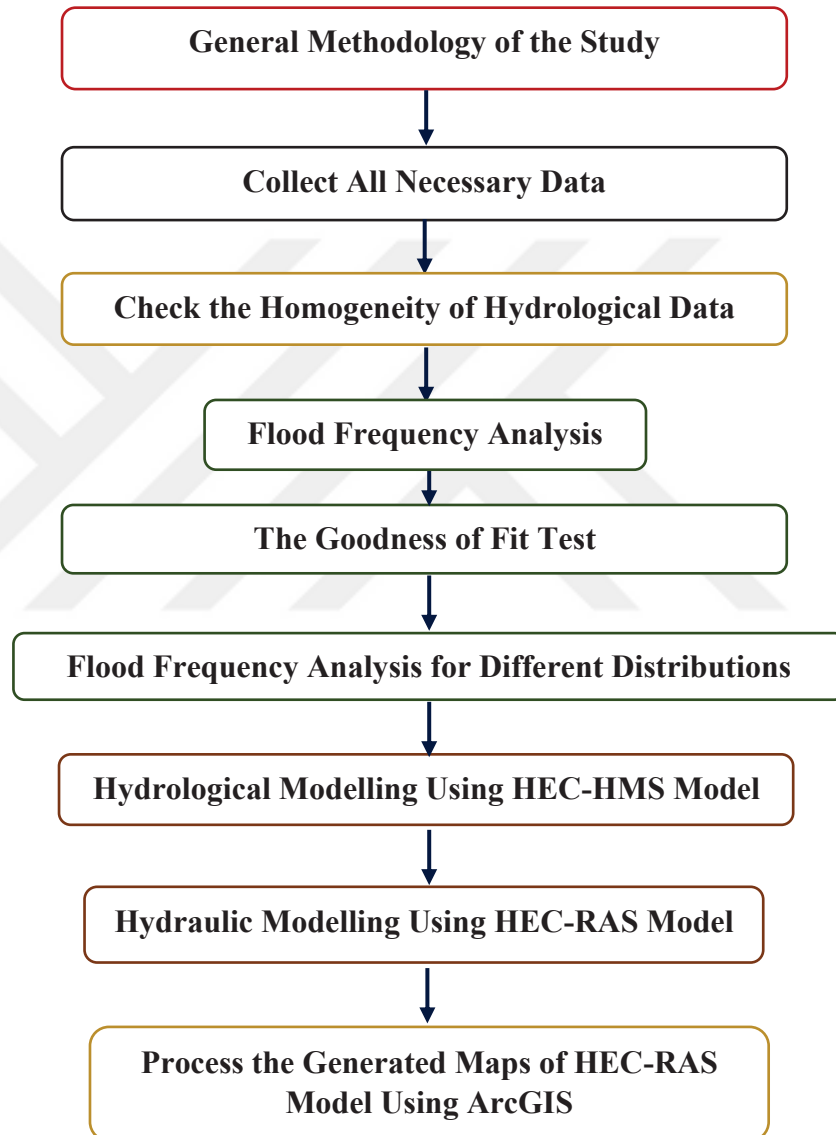 General Methodology of the Study
Collect All Necessary Data
Check the Homogeneity of Hydrological Data
Flood Frequency Analysis
The Goodness of Fit Test
Flood Frequency Analysis for Different Distributions
Hydrological Modelling Using HEC-HMS Model
Hydraulic Modelling Using HEC-RAS Model
Process the Generated Maps of HEC-RAS
Model Using ArcGIS